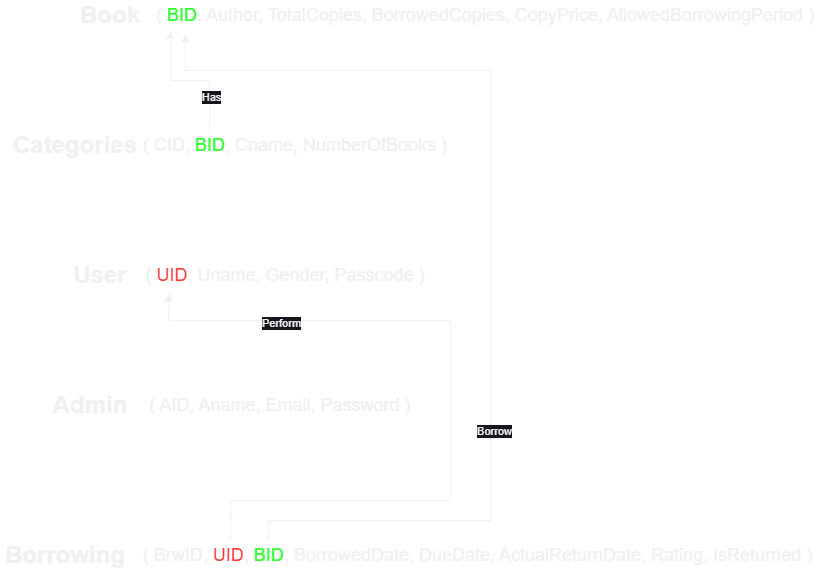 Book ( BID, Author, TotalCopies, BorrowedCopies, CopyPrice, AllowedBorrowingPeriod )
Has
Categories ( CID, BID, Cname, NumberOfBooks )
User ( UID, Uname, Gender, Passcode )
Perform
Admin ( AID, Aname, Email, Password )
Borrow
Borrowing ( BrwID, UID, BID, BorrowedDate, DueDate, ActualReturnDate, Rating, IsReturned )